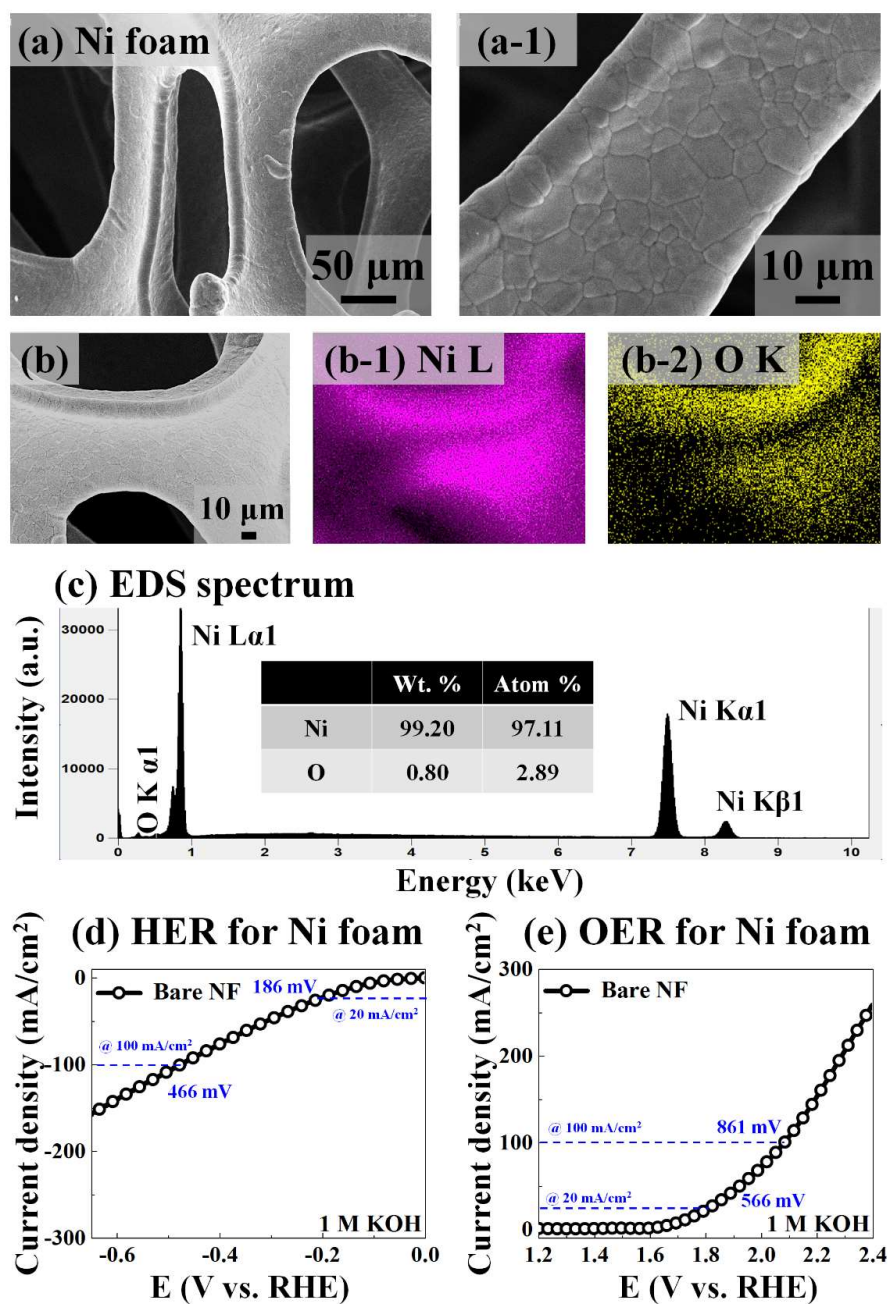 (a) Ni foam
50 μm
(a-1)
10 μm
(b)
10 μm
(b-1) Ni L
(b-2) O K
(c) EDS spectrum
Intensity (a.u.)
30000
20000
10000
0
O K α1
Ni Lα1
Wt. % Atom %
Ni 99.20 97.11
O 0.80 2.89
Ni Kα1
Ni Kβ1
0 1 2 3 4 5 6 7 8 9 10
Energy (keV)
(d) HER for Ni foam
Current density (mA/cm²)
0
-100
-200
-300
Bare NF
186 mV
@ 20 mA/cm²
@ 100 mA/cm²
466 mV
1 M KOH
-0.6 -0.4 -0.2 0.0
E (V vs. RHE)
(e) OER for Ni foam
Current density (mA/cm²)
300
200
100
0
Bare NF
@ 100 mA/cm²
861 mV
@ 20 mA/cm²
566 mV
1 M KOH
1.2 1.4 1.6 1.8 2.0 2.2 2.4
E (V vs. RHE)